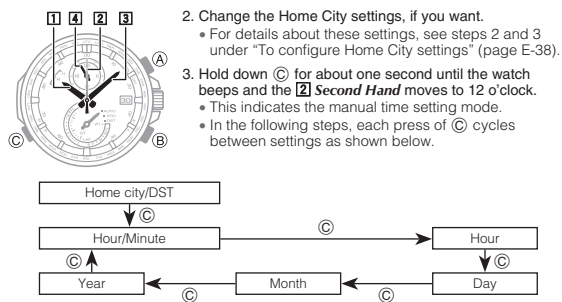 1 4 2 3
A
B
C
30
2. Change the Home City settings, if you want.
• For details about these settings, see steps 2 and 3
under “To configure Home City settings” (page E-38).
3. Hold down Ⓒ for about one second until the watch
beeps and the 2 Second Hand moves to 12 o’clock.
• This indicates the manual time setting mode.
• In the following steps, each press of Ⓒ cycles
between settings as shown below.
Home city/DST
Ⓒ
Hour/Minute
Ⓒ
Hour
Ⓒ
Ⓒ
Year
Ⓒ
Month
Ⓒ
Day